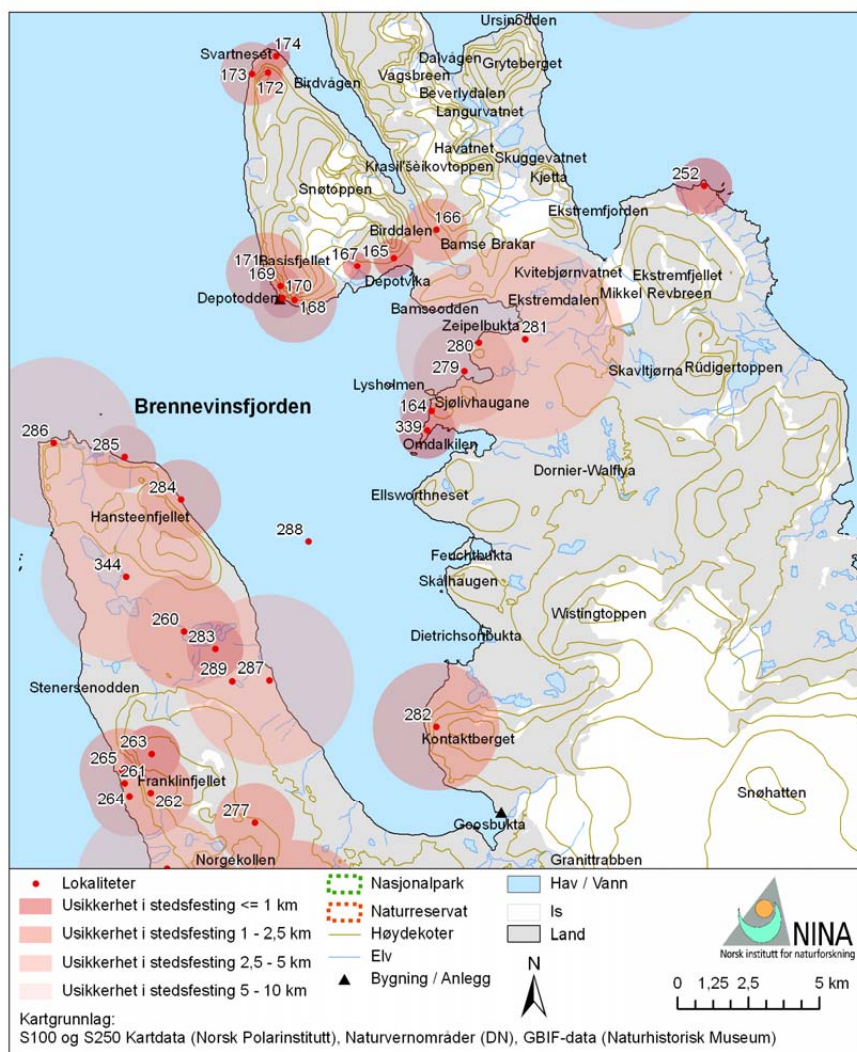 Ursinodden
174
Svartneset
Dalvågen
Gryteberget
173
172
Birdvågen
Vågsbreen
Beverlydalen
Langurvatnet
Havatnet
Skuggevatnet
252
Krasil'ščikovtoppen
Kjetta
Snøtoppen
166
Ekstremfjorden
Birddalen
Bamse Brakar
171
Basisfjellet
167
165
Kvitebjørnvatnet
Ekstremfjellet
169
170
Depotvika
Mikkel Revbreen
Depotodden
168
Bamseodden
Ekstremdalen
Zeipelbukta
281
280
279
Lysholmen
Skavltjørna
Rüdigertoppen
Brennevinsfjorden
164
Sjølivhaugane
286
285
339
Omdalkilen
Dornier-Walflya
284
Ellsworthneset
Hansteenfjellet
288
Feuchtbukta
344
Skålhaugen
260
Wistingtoppen
283
Dietrichsonbukta
289
287
Stenersenodden
282
Kontaktberget
263
265
261
Franklinfjellet
264
262
Snøhatten
277
Goosbukta
Norgekollen
Granittrabben
Lokaliteter
Usikkerhet i stedsfesting <= 1 km
Usikkerhet i stedsfesting 1 - 2,5 km
Usikkerhet i stedsfesting 2,5 - 5 km
Usikkerhet i stedsfesting 5 - 10 km
Nasjonalpark
Naturreservat
Høydekoter
Elv
Bygning / Anlegg
Hav / Vann
Is
Land
N
NINA
Norsk institutt for naturforskning
0 1,25 2,5 5 km
Kartgrunnlag:
S100 og S250 Kartdata (Norsk Polarinstitutt), Naturvernområder (DN), GBIF-data (Naturhistorisk Museum)